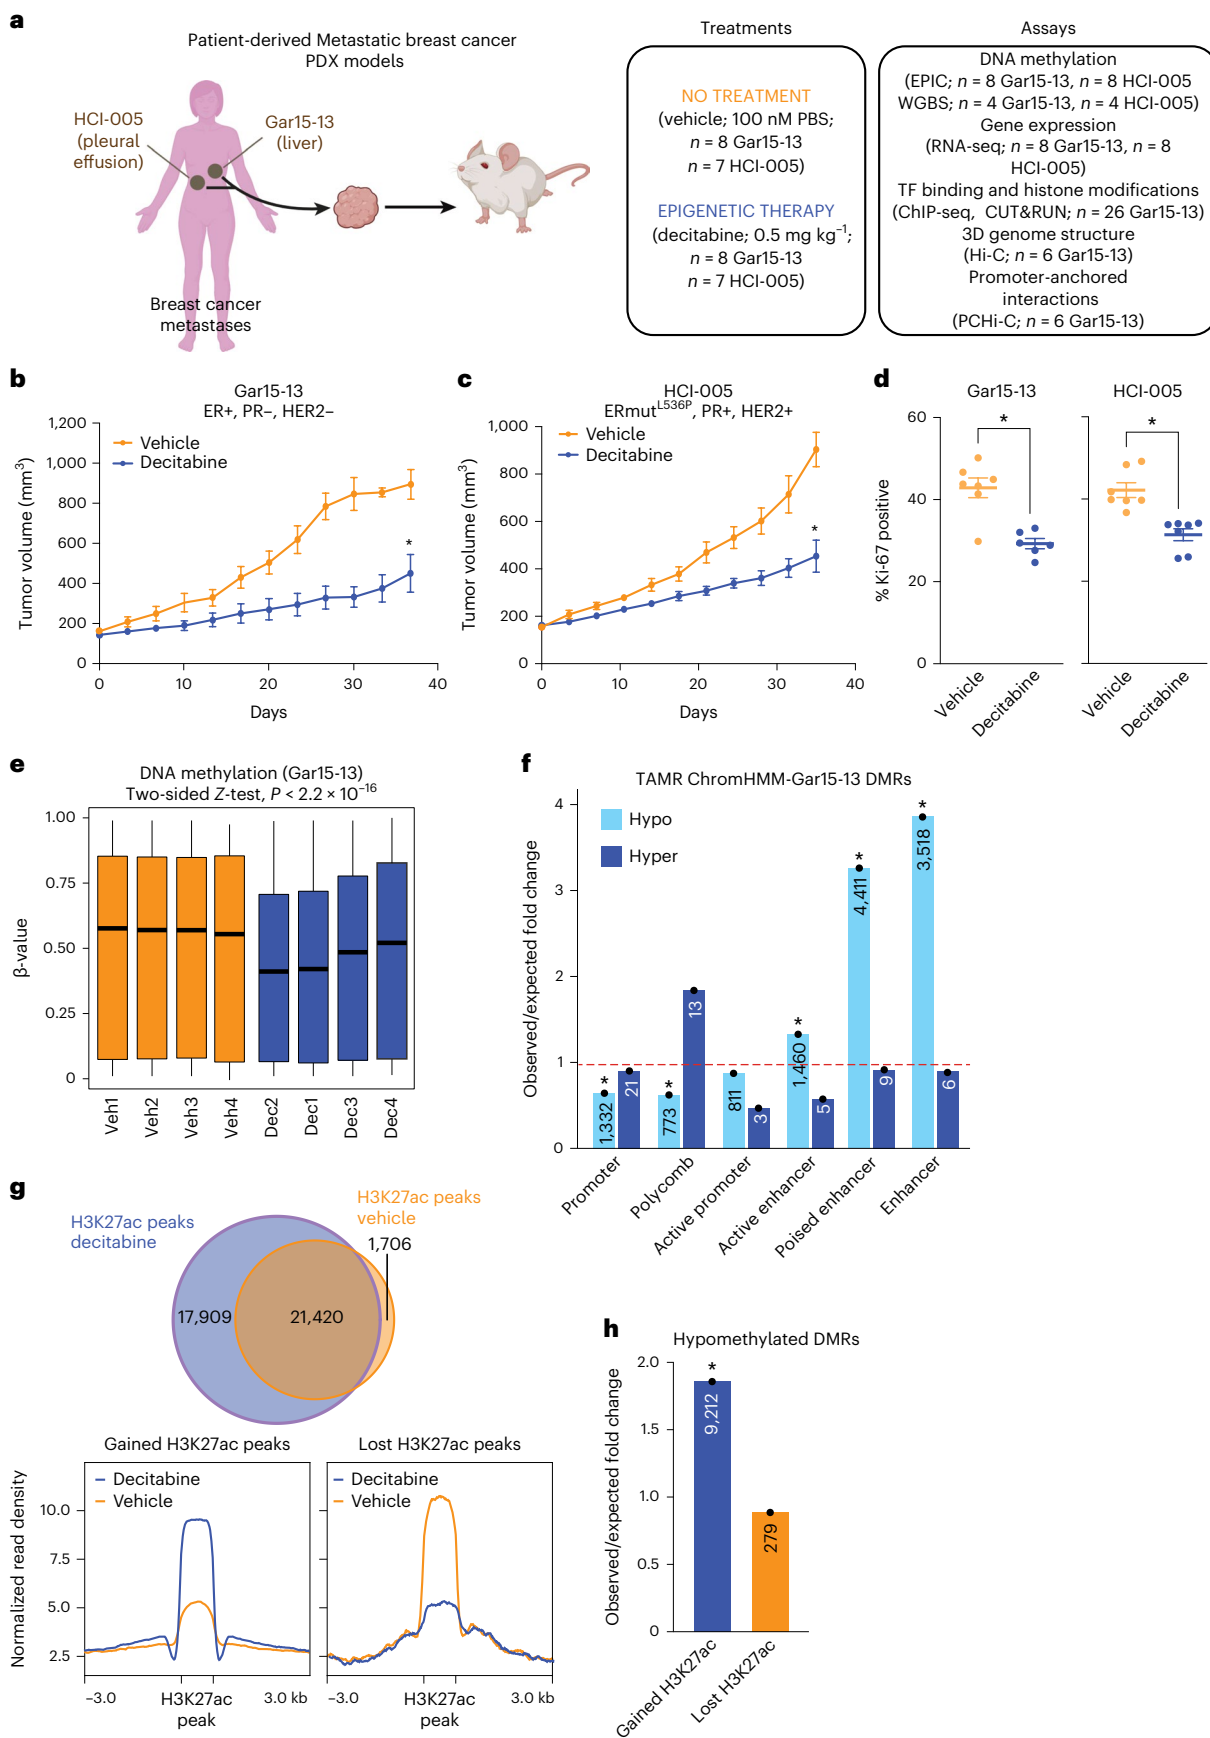 a
Patient-derived Metastatic breast cancer
PDX models
HCI-005
(pleural
effusion)
Gar15-13
(liver)
Breast cancer
metastases
Treatments
NO TREATMENT
(vehicle; 100 nM PBS;
n = 8 Gar15-13
n = 7 HCI-005)
EPIGENETIC THERAPY
(decitabine; 0.5 mg kg⁻¹;
n = 8 Gar15-13
n = 7 HCI-005)
Assays
DNA methylation
(EPIC; n = 8 Gar15-13, n = 8 HCI-005
WGBS; n = 4 Gar15-13, n = 4 HCI-005)
Gene expression
(RNA-seq; n = 8 Gar15-13, n = 8
HCI-005)
TF binding and histone modifications
(ChIP-seq, CUT&RUN; n = 26 Gar15-13)
3D genome structure
(Hi-C; n = 6 Gar15-13)
Promoter-anchored
interactions
(PCHi-C; n = 6 Gar15-13)
b
Gar15-13
ER+, PR−, HER2−
1,200
1,000
800
600
400
200
0
Tumor volume (mm³)
Vehicle
Decitabine
*
0 10 20 30 40
Days
c
HCI-005
ERmut^L536P, PR+, HER2+
1,000
800
600
400
200
0
Tumor volume (mm³)
Vehicle
Decitabine
*
0 10 20 30 40
Days
d
Gar15-13
HCI-005
60
40
20
0
% Ki-67 positive
*
*
Vehicle
Decitabine
Vehicle
Decitabine
e
DNA methylation (Gar15-13)
Two-sided Z-test, P < 2.2 × 10⁻¹⁶
1.00
0.75
0.50
0.25
0
β-value
Veh1
Veh2
Veh3
Veh4
Dec2
Dec1
Dec3
Dec4
f
TAMR ChromHMM-Gar15-13 DMRs
Hypo
Hyper
4
3
2
1
0
Observed/expected fold change
*
1,332
21
*
773
13
811
3
*
1,460
5
*
4,411
9
*
3,518
6
Promoter
Polycomb
Active promoter
Active enhancer
Poised enhancer
Enhancer
g
H3K27ac peaks
decitabine
H3K27ac peaks
vehicle
1,706
17,909
21,420
Gained H3K27ac peaks
Decitabine
Vehicle
10.0
7.5
5.0
2.5
Normalized read density
−3.0
H3K27ac
peak
3.0 kb
Lost H3K27ac peaks
Decitabine
Vehicle
−3.0
H3K27ac
peak
3.0 kb
h
Hypomethylated DMRs
2.0
1.5
1.0
0.5
0
Observed/expected fold change
*
9,212
279
Gained H3K27ac
Lost H3K27ac